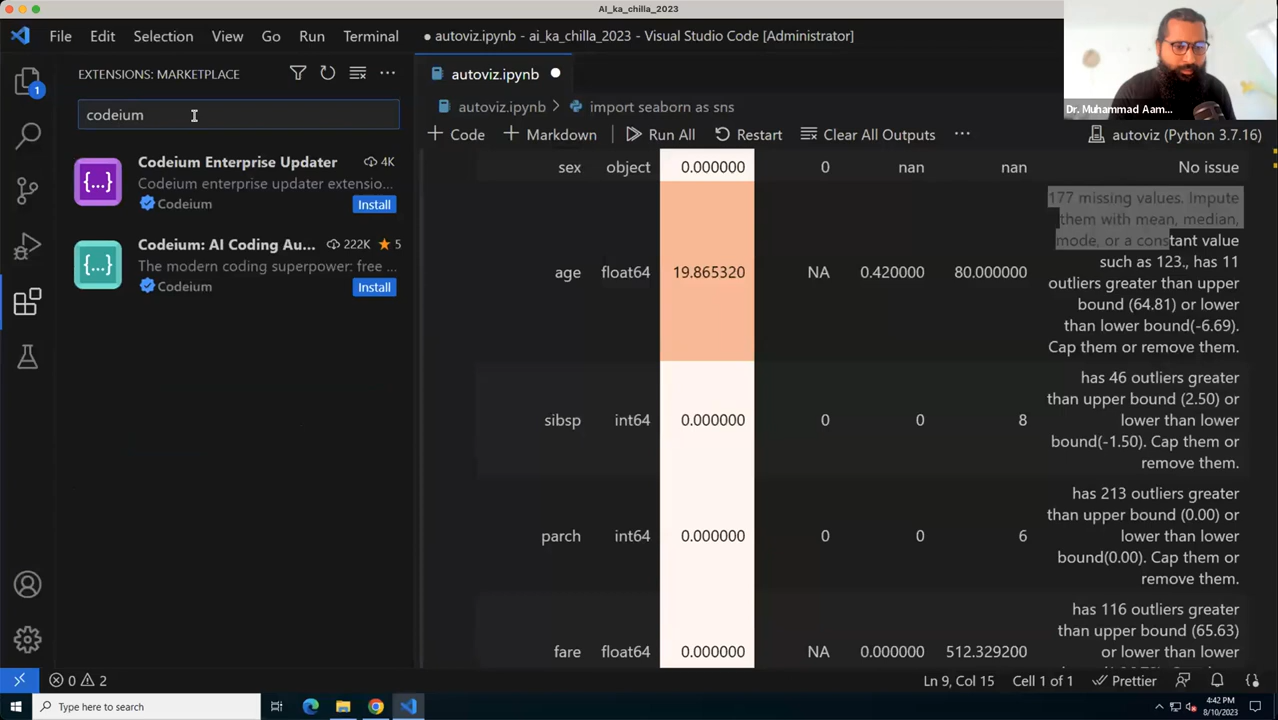 AI_ka_chilla_2023
File Edit Selection View Go Run Terminal
autoviz.ipynb - ai_ka_chilla_2023 - Visual Studio Code [Administrator]
Dr. Muhammad Aam...
EXTENSIONS: MARKETPLACE
codeium
Codeium Enterprise Updater 4K
Codeium enterprise updater extensio...
Codeium Install
Codeium: AI Coding Au... 222K 5
The modern coding superpower: free ...
Codeium Install
1
autoviz.ipynb
autoviz.ipynb > import seaborn as sns
+ Code + Markdown Run All Restart Clear All Outputs ... autoviz (Python 3.7.16)
sex object 0.000000 0 nan nan No issue
177 missing values. Impute
them with mean, median,
mode, or a constant value
such as 123., has 11
age float64 19.865320 NA 0.420000 80.000000
outliers greater than upper
bound (64.81) or lower
than lower bound(-6.69).
Cap them or remove them.
has 46 outliers greater
than upper bound (2.50) or
sibsp int64 0.000000 0 0 8
lower than lower
bound(-1.50). Cap them or
remove them.
has 213 outliers greater
than upper bound (0.00) or
parch int64 0.000000 0 0 6
lower than lower
bound(0.00). Cap them or
remove them.
has 116 outliers greater
than upper bound (65.63)
fare float64 0.000000 NA 0.000000 512.329200
or lower than lower
0 2
Ln 9, Col 15 Cell 1 of 1 Prettier
Type here to search
4:42 PM
8/10/2023